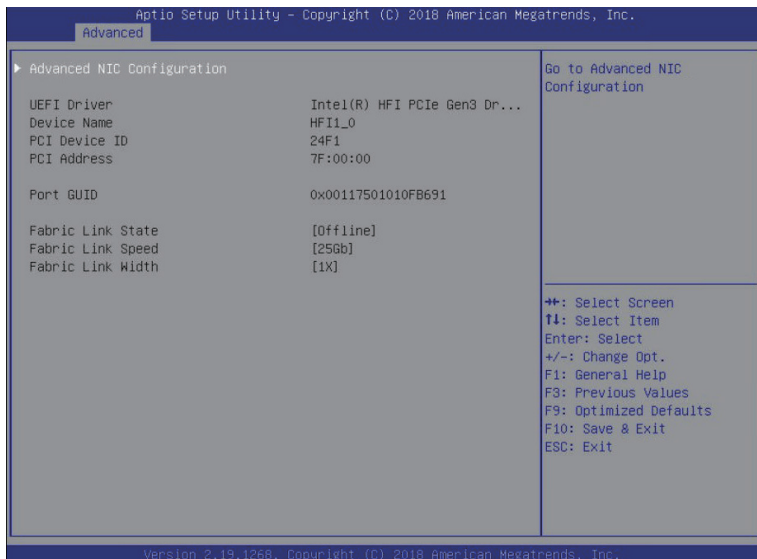 Aptio Setup Utility – Copyright (C) 2018 American Megatrends, Inc.
Advanced
▶ Advanced NIC Configuration
UEFI Driver Intel(R) HFI PCIe Gen3 Dr...
Device Name HFI1_0
PCI Device ID 24F1
PCI Address 7F:00:00
Port GUID 0x00117501010FB691
Fabric Link State [Offline]
Fabric Link Speed [25Gb]
Fabric Link Width [1X]
Go to Advanced NIC
Configuration
→←: Select Screen
↑↓: Select Item
Enter: Select
+/-: Change Opt.
F1: General Help
F3: Previous Values
F9: Optimized Defaults
F10: Save & Exit
ESC: Exit
Version 2.19.1268. Copyright (C) 2018 American Megatrends, Inc.